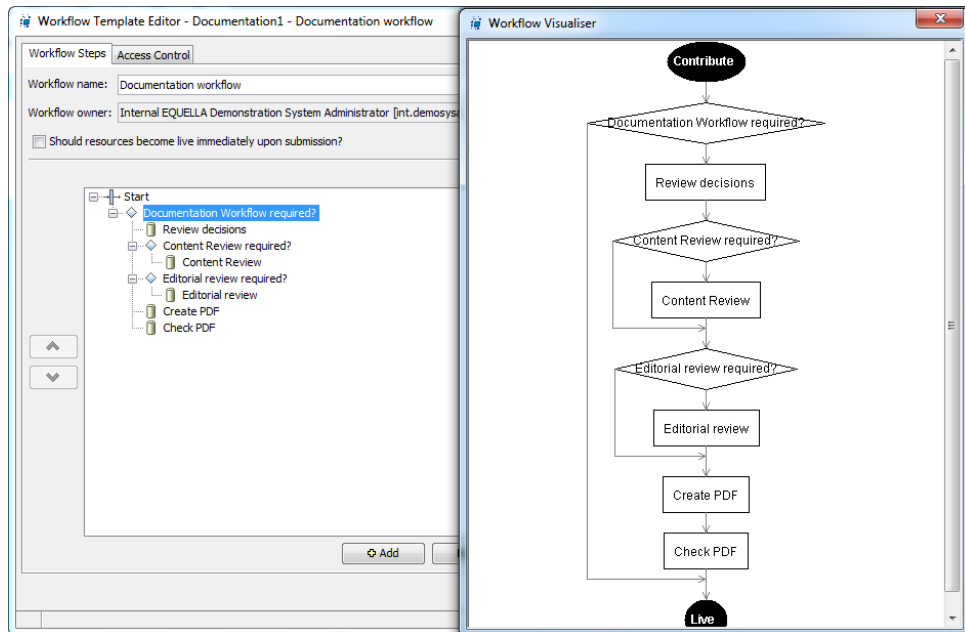 Workflow Template Editor - Documentation1 - Documentation workflow
Workflow Steps
Access Control
Workflow name:
Documentation workflow
Workflow owner:
Internal EQUELLA Demonstration System Administrator [int.demosysa
Should resources become live immediately upon submission?
Start
Documentation Workflow required?
Review decisions
Content Review required?
Content Review
Editorial review required?
Editorial review
Create PDF
Check PDF
Add
Workflow Visualiser
Contribute
Documentation Workflow required?
Review decisions
Content Review required?
Content Review
Editorial review required?
Editorial review
Create PDF
Check PDF
Live